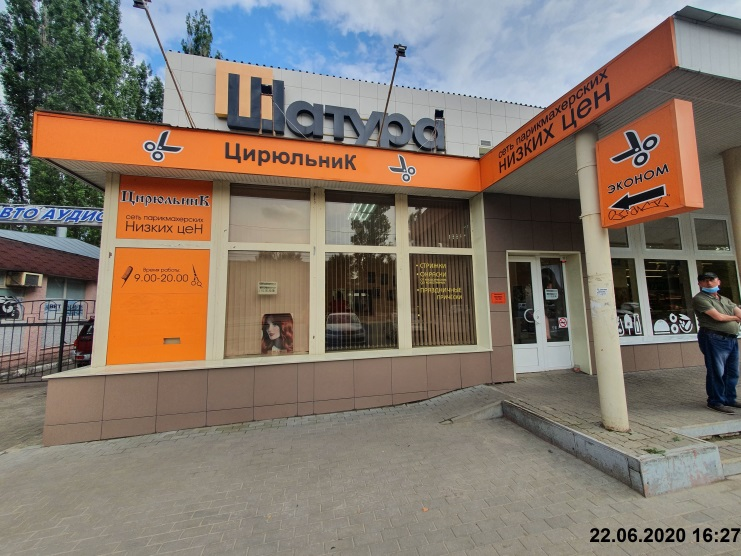 Шатура
ЦирюльниК
сеть парикмахерских
Низких цен
ЭКОНОМ
ВТО АУДИО
ЦирюльниК
сеть парикмахерских
Низких цеН
Время работы
9.00-20.00
• СТРИЖКИ
• ОКРАСКИ
• ПРАЗДНИЧНЫЕ
ПРИЧЕСКИ
22.06.2020 16:27